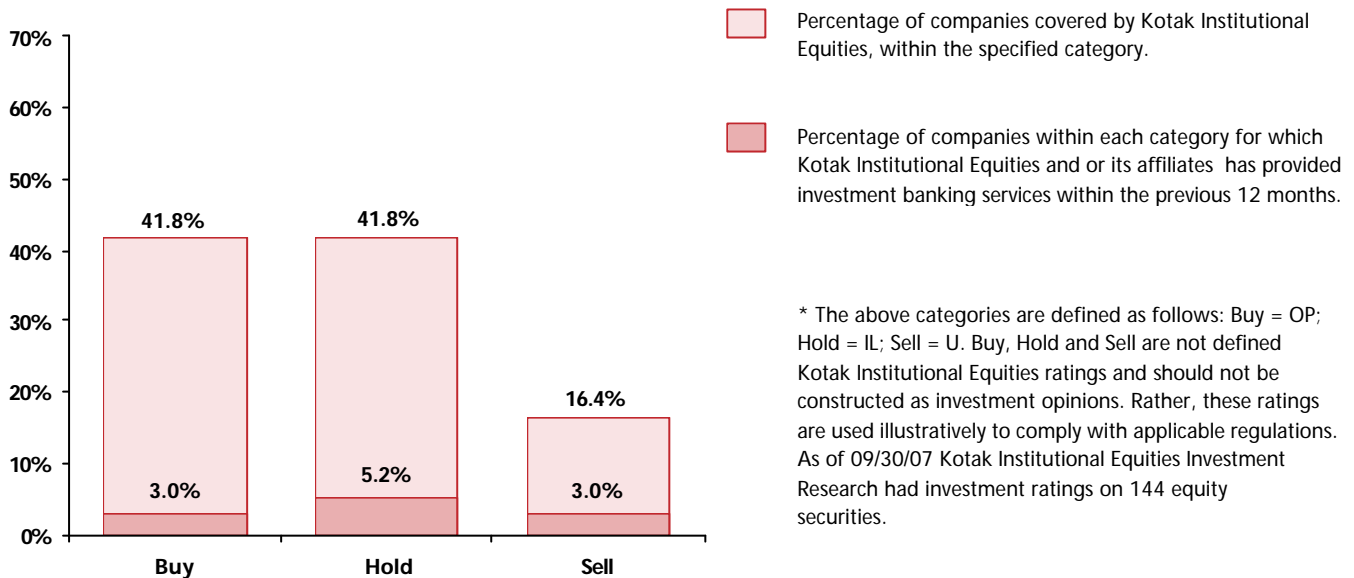 70%
60%
50%
40%
30%
20%
10%
0%
41.8%
41.8%
16.4%
3.0%
5.2%
3.0%
Buy
Hold
Sell
Percentage of companies covered by Kotak Institutional
Equities, within the specified category.
Percentage of companies within each category for which
Kotak Institutional Equities and or its affiliates has provided
investment banking services within the previous 12 months.
* The above categories are defined as follows: Buy = OP;
Hold = IL; Sell = U. Buy, Hold and Sell are not defined
Kotak Institutional Equities ratings and should not be
constructed as investment opinions. Rather, these ratings
are used illustratively to comply with applicable regulations.
As of 09/30/07 Kotak Institutional Equities Investment
Research had investment ratings on 144 equity
securities.